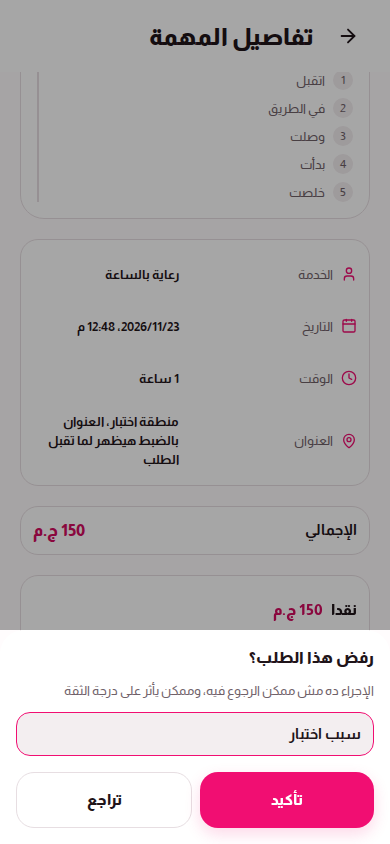 تفاصيل المهمة
1 اتقبل
2 في الطريق
3 وصلت
4 بدأت
5 خلصت
الخدمة رعاية بالساعة
التاريخ 2026/11/23، 12:48 م
الوقت 1 ساعة
العنوان منطقة اختبار، العنوان
بالضبط هيظهر لما تقبل
الطلب
الإجمالي 150 ج.م
نقدا 150 ج.م
رفض هذا الطلب؟
الإجراء ده مش ممكن الرجوع فيه، وممكن يأثر على درجة الثقة
سبب اختبار
تأكيد تراجع